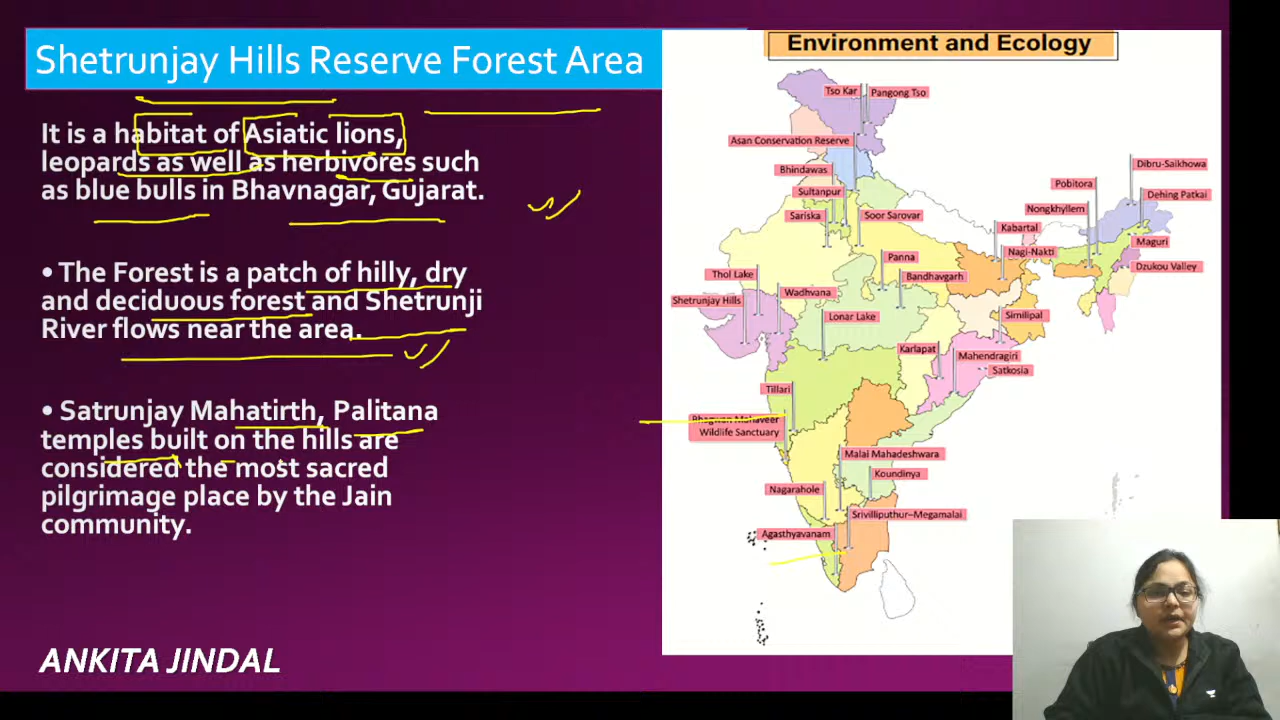 Shetrunjay Hills Reserve Forest Area
It is a habitat of Asiatic lions,
leopards as well as herbivores such
as blue bulls in Bhavnagar, Gujarat.
• The Forest is a patch of hilly, dry
and deciduous forest and Shetrunji
River flows near the area.
• Satrunjay Mahatirth, Palitana
temples built on the hills are
considered the most sacred
pilgrimage place by the Jain
community.
ANKITA JINDAL
Environment and Ecology
Tso Kar
Pangong Tso
Asan Conservation Reserve
Bhindawas
Sultanpur
Sariska
Soor Sarovar
Dibru-Saikhowa
Pobitora
Dehing Patkai
Nongkhyllem
Kabartal
Maguri
Nagi-Nakti
Panna
Dzukou Valley
Thol Lake
Bandhavgarh
Wadhvana
Shetrunjay Hills
Lonar Lake
Similipal
Karlapat
Mahendragiri
Satkosia
Tillari
Bhagwan Mahaveer
Wildlife Sanctuary
Malai Mahadeshwara
Koundinya
Nagarahole
Srivilliputhur–Megamalai
Agasthyavanam